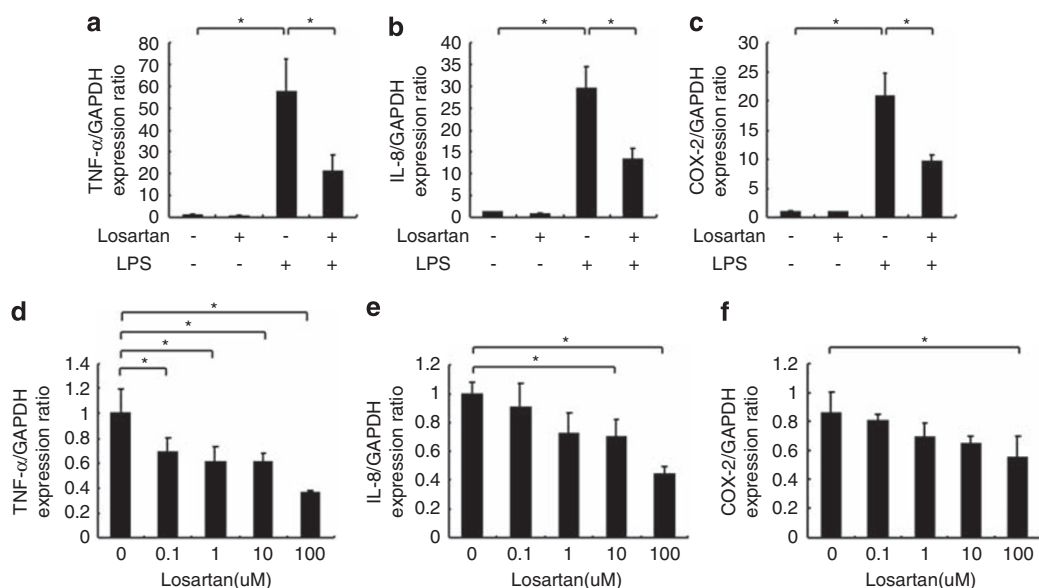 a
*
*
TNF-α/GAPDH
expression ratio
80
70
60
50
40
30
20
10
0
Losartan - + - +
LPS - - + +
b
*
*
IL-8/GAPDH
expression ratio
40
35
30
25
20
15
10
5
0
Losartan - + - +
LPS - - + +
c
*
*
COX-2/GAPDH
expression ratio
30
25
20
15
10
5
0
Losartan - + - +
- - + +
d
*
*
*
*
TNF-α/GAPDH
expression ratio
1.4
1.2
1
0.8
0.6
0.4
0.2
0
0 0.1 1 10 100
Losartan(uM)
e
*
*
IL-8/GAPDH
expression ratio
1.2
1
0.8
0.6
0.4
0.2
0
0 0.1 1 10 100
Losartan(uM)
f
*
COX-2/GAPDH
expression ratio
1.2
1
0.8
0.6
0.4
0.2
0
0 0.1 1 10 100
Losartan(uM)